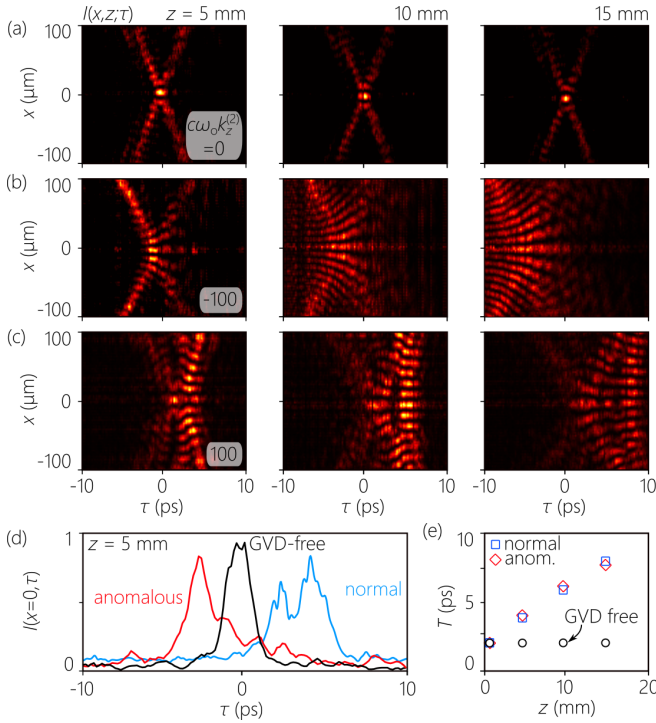 I(x,z;τ) z = 5 mm 10 mm 15 mm
(a)
100
x (μm)
0
-100
cω₀k_z^(2)
=0
(b)
100
x (μm)
0
-100
-100
(c)
100
x (μm)
0
-100
100
-10 0 10 -10 0 10 -10 0 10
τ (ps) τ (ps) τ (ps)
(d)
1
z = 5 mm
GVD-free
anomalous
normal
I(x=0,τ)
0
-10 0 10
τ (ps)
(e)
10
normal
anom.
T (ps)
5
GVD free
0
0 10 20
z (mm)